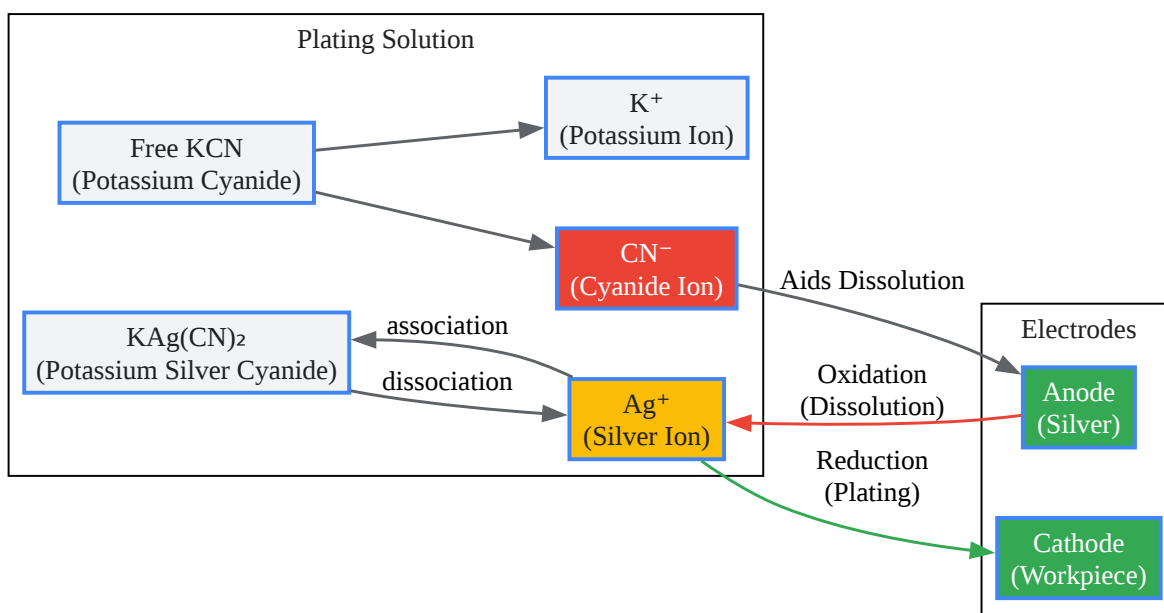 Plating Solution
K⁺
(Potassium Ion)
Free KCN
(Potassium Cyanide)
CN⁻
(Cyanide Ion)
Aids Dissolution
KAg(CN)₂
(Potassium Silver Cyanide)
association
dissociation
Ag⁺
(Silver Ion)
Oxidation
(Dissolution)
Reduction
(Plating)
Electrodes
Anode
(Silver)
Cathode
(Workpiece)